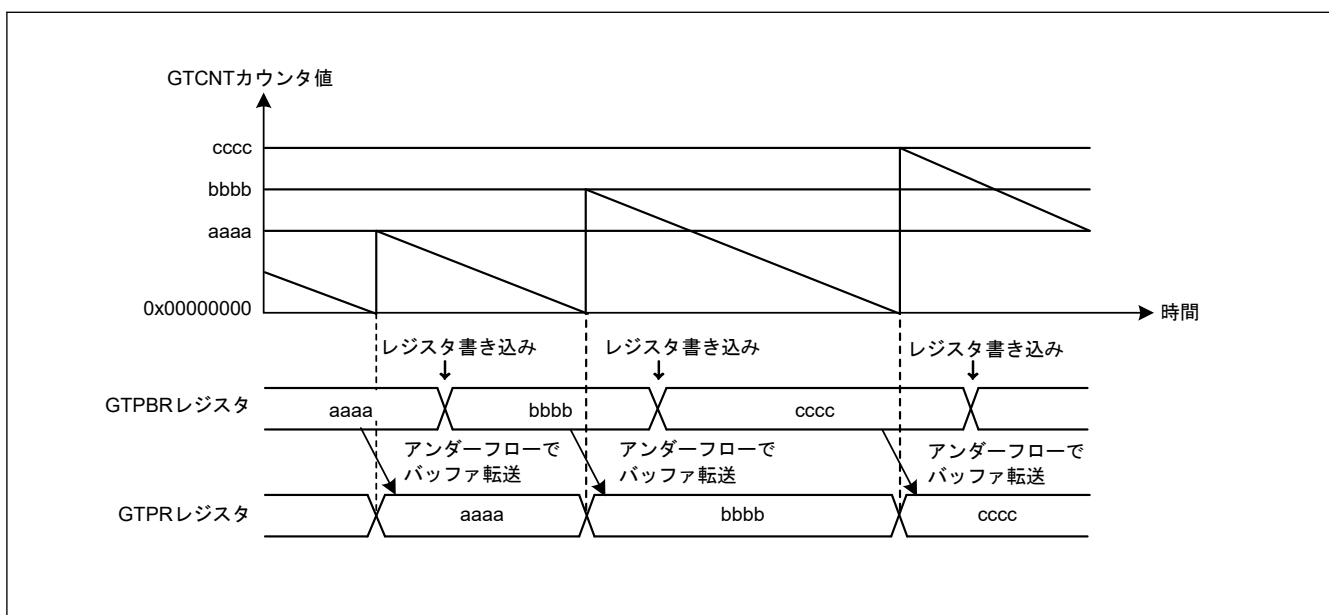 GTCNTカウンタ値
cccc
bbbb
aaaa
0x00000000
時間
レジスタ書き込み
レジスタ書き込み
レジスタ書き込み
GTPBRレジスタ
aaaa
bbbb
cccc
アンダーフローで
バッファ転送
アンダーフローで
バッファ転送
アンダーフローで
バッファ転送
GTPRレジスタ
aaaa
bbbb
cccc